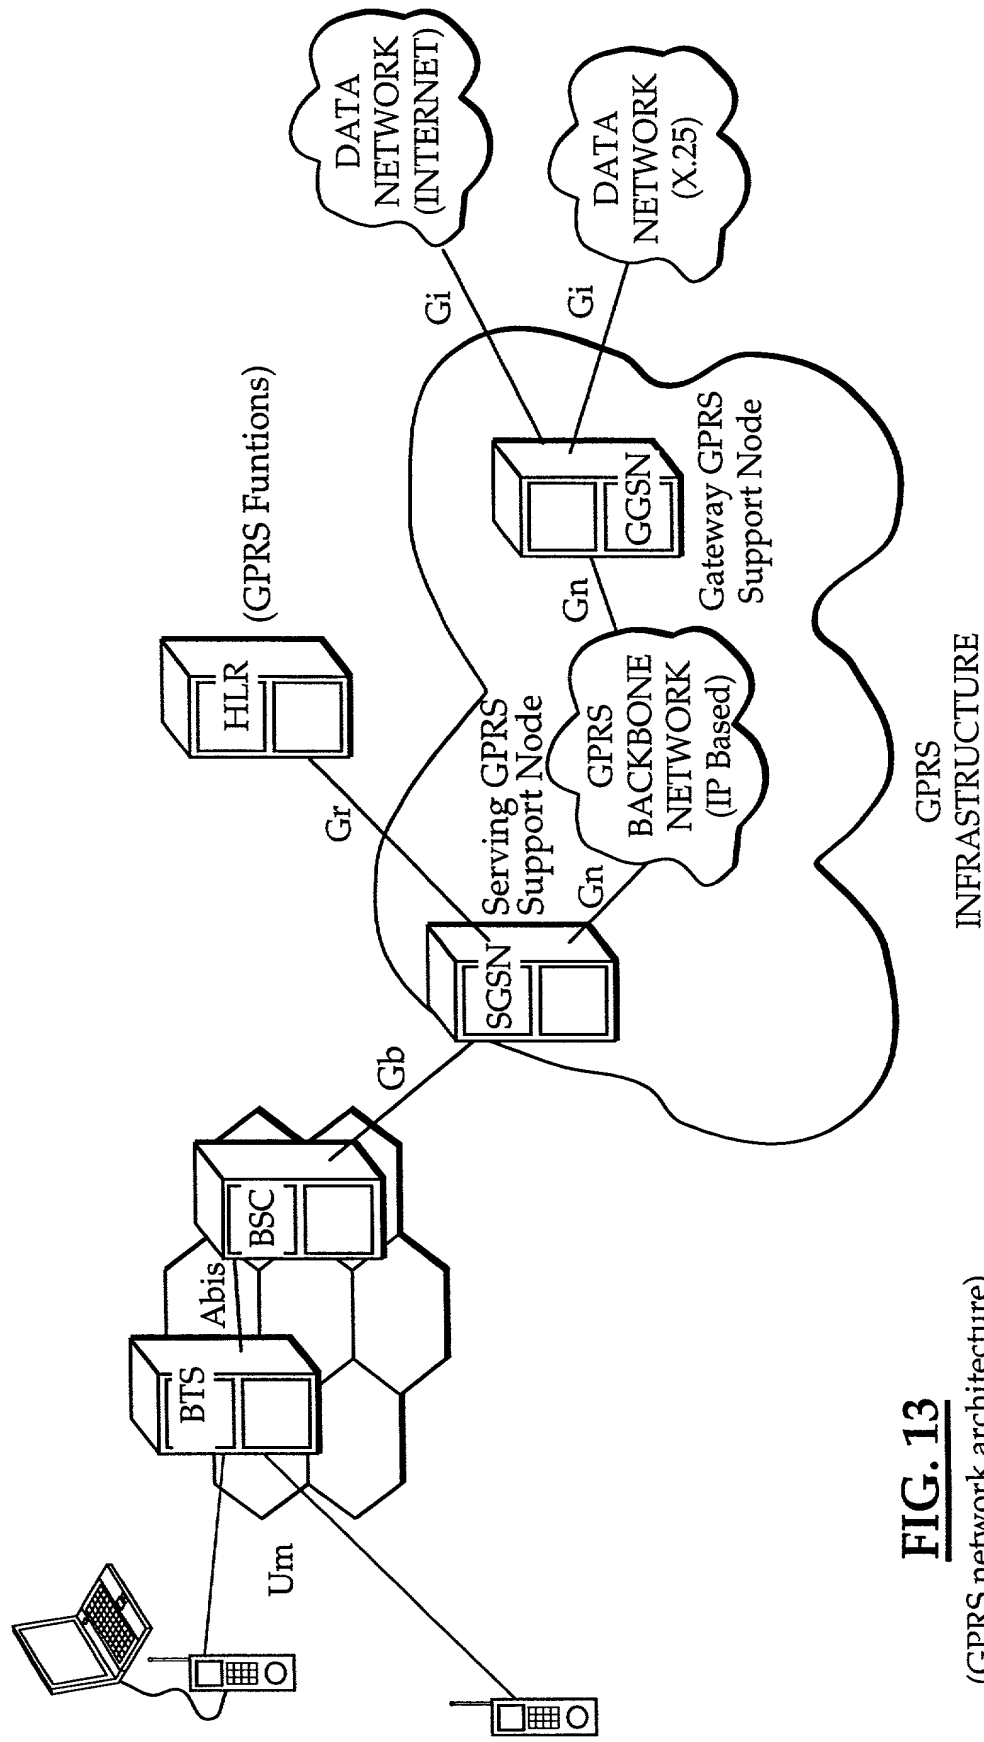 DATA
NETWORK
(INTERNET)
DATA
NETWORK
(X.25)
Gi
Gi
(GPRS Funtions)
HLR
Gr
GGSN
Gateway GPRS
Support Node
Gn
GPRS
BACKBONE
NETWORK
(IP Based)
Serving GPRS
Support Node
Gn
SGSN
Gb
BSC
Abis
BTS
Um
GPRS
INFRASTRUCTURE
FIG. 13
(GPRS network architecture)